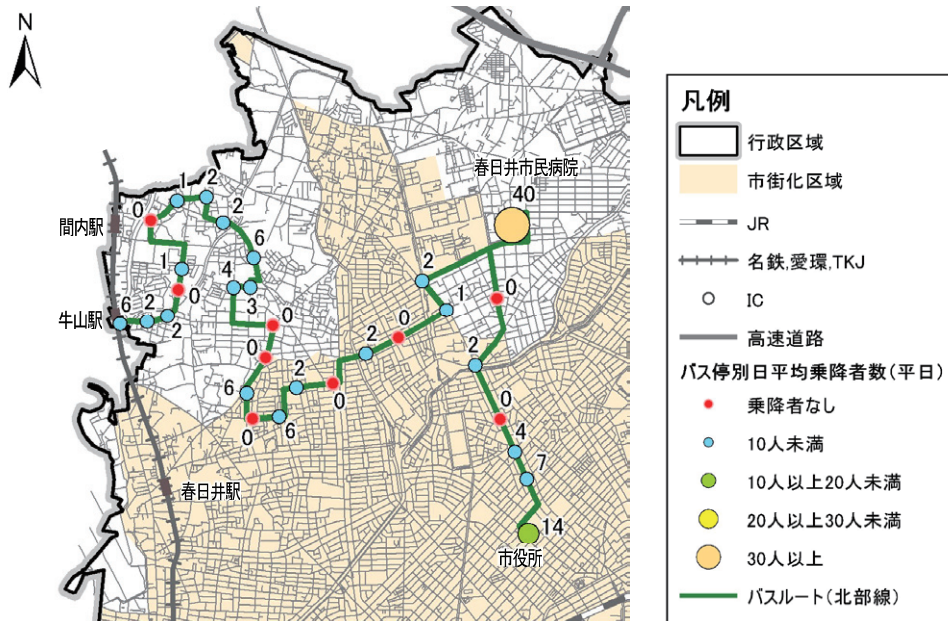 N
春日井市民病院
40
1
2
0
2
間内駅
6
1
4
2
0
3
0
1
6
2
牛山駅
2
0
0
2
2
0
2
6
0
0
4
0
6
7
春日井駅
14
市役所
凡例
行政区域
市街化区域
JR
名鉄,愛環,TKJ
IC
高速道路
バス停別日平均乗降者数(平日)
乗降者なし
10人未満
10人以上20人未満
20人以上30人未満
30人以上
バスルート(北部線)